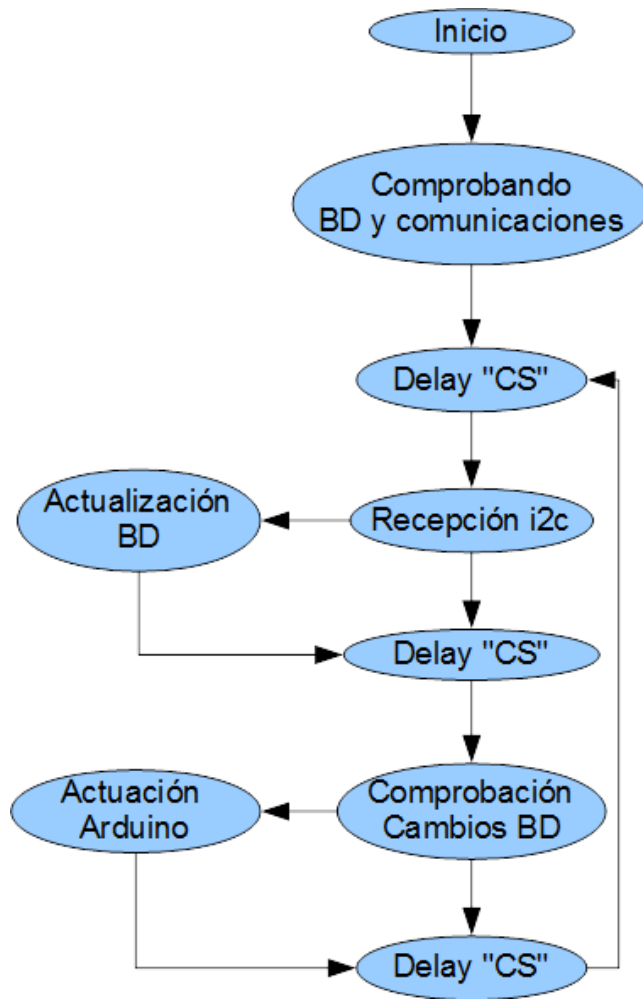 Inicio
Comprobando
BD y comunicaciones
Delay "CS"
Actualización
BD
Recepción i2c
Delay "CS"
Actuación
Arduino
Comprobación
Cambios BD
Delay "CS"